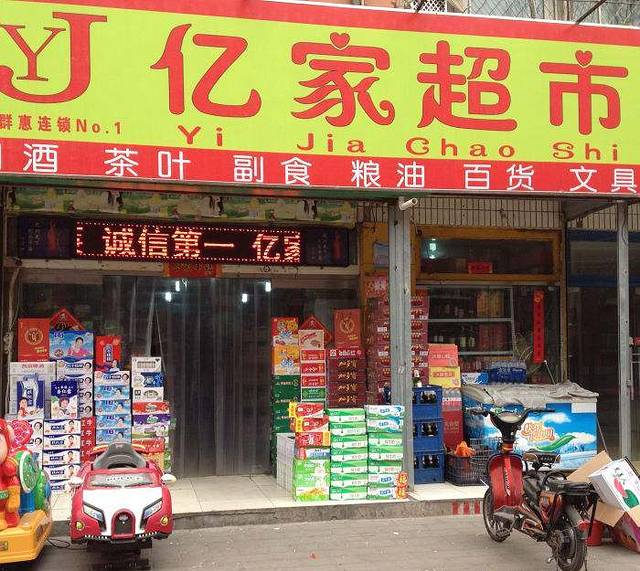 YJ 亿家超市
群惠连锁No.1
Yi Jia Chao Shi
酒 茶叶 副食 粮油 百货 文具
诚信第一 亿家